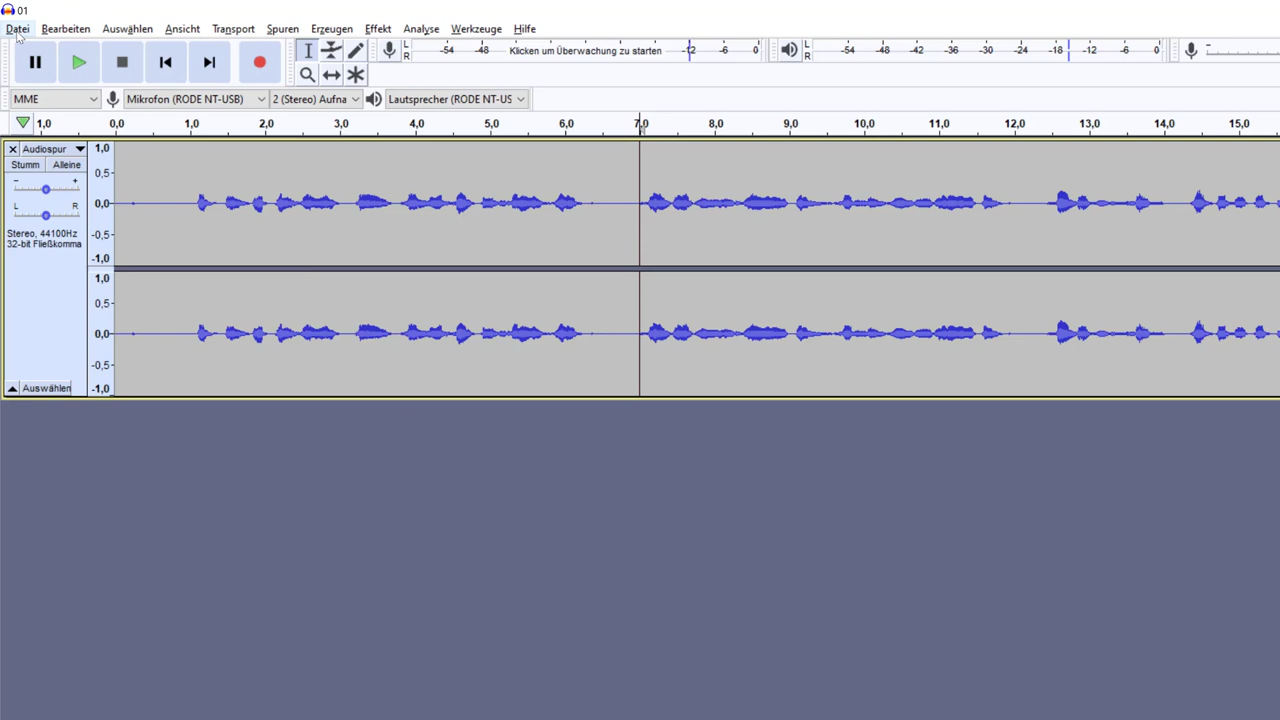 01
Datei Bearbeiten Auswählen Ansicht Transport Spuren Erzeugen Effekt Analyse Werkzeuge Hilfe
L R -54 -48 Klicken um Überwachung zu starten -12 -6 0 L R -54 -48 -42 -36 -30 -24 -18 -12 -6 0
MME Mikrofon (RODE NT-USB) 2 (Stereo) Aufna Lautsprecher (RODE NT-US
1,0 0,0 1,0 2,0 3,0 4,0 5,0 6,0 7,0 8,0 9,0 10,0 11,0 12,0 13,0 14,0 15,0
Audiospur
Stumm Alleine
- +
L R
Stereo, 44100Hz
32-bit Fließkomma
Auswählen
1,0
0,5
0,0
-0,5
-1,0
1,0
0,5
0,0
-0,5
-1,0